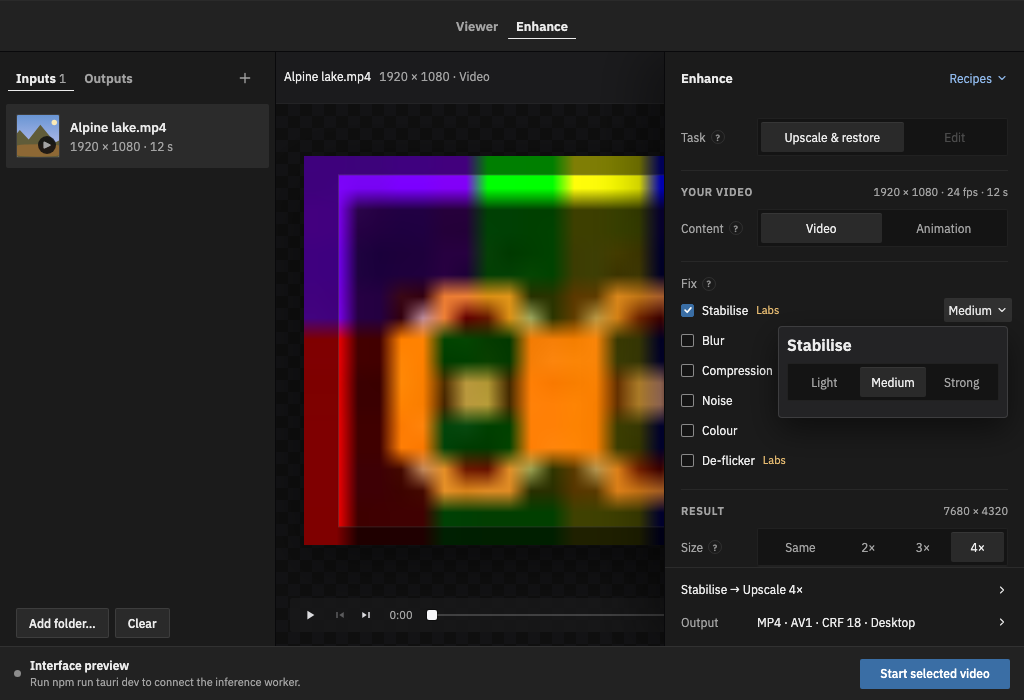 Viewer Enhance
Inputs 1 Outputs
Alpine lake.mp4
1920 × 1080 · 12 s
Add folder...
Clear
Alpine lake.mp4 1920 × 1080 · Video
0:00
Enhance
Recipes
Task ?
Upscale & restore
Edit
YOUR VIDEO
1920 × 1080 · 24 fps · 12 s
Content ?
Video
Animation
Fix ?
Stabilise Labs
Medium
Blur
Compression
Noise
Colour
De-flicker Labs
Stabilise
Light
Medium
Strong
RESULT
7680 × 4320
Size ?
Same
2×
3×
4×
Stabilise → Upscale 4×
Output
MP4 · AV1 · CRF 18 · Desktop
Interface preview
Run npm run tauri dev to connect the inference worker.
Start selected video